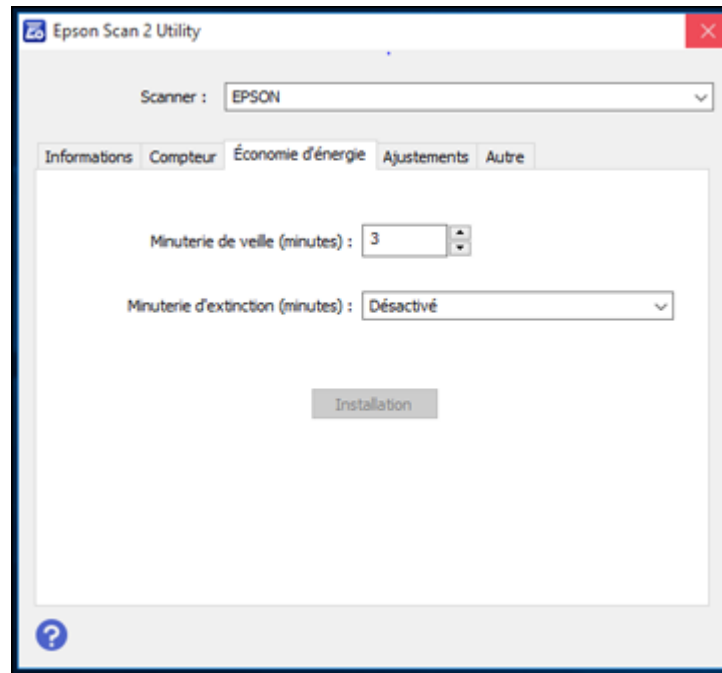 Epson Scan 2 Utility
Scanner : EPSON
Informations Compteur Économie d'énergie Ajustements Autre
Minuterie de veille (minutes) : 3
Minuterie d'extinction (minutes) : Désactivé
Installation
?